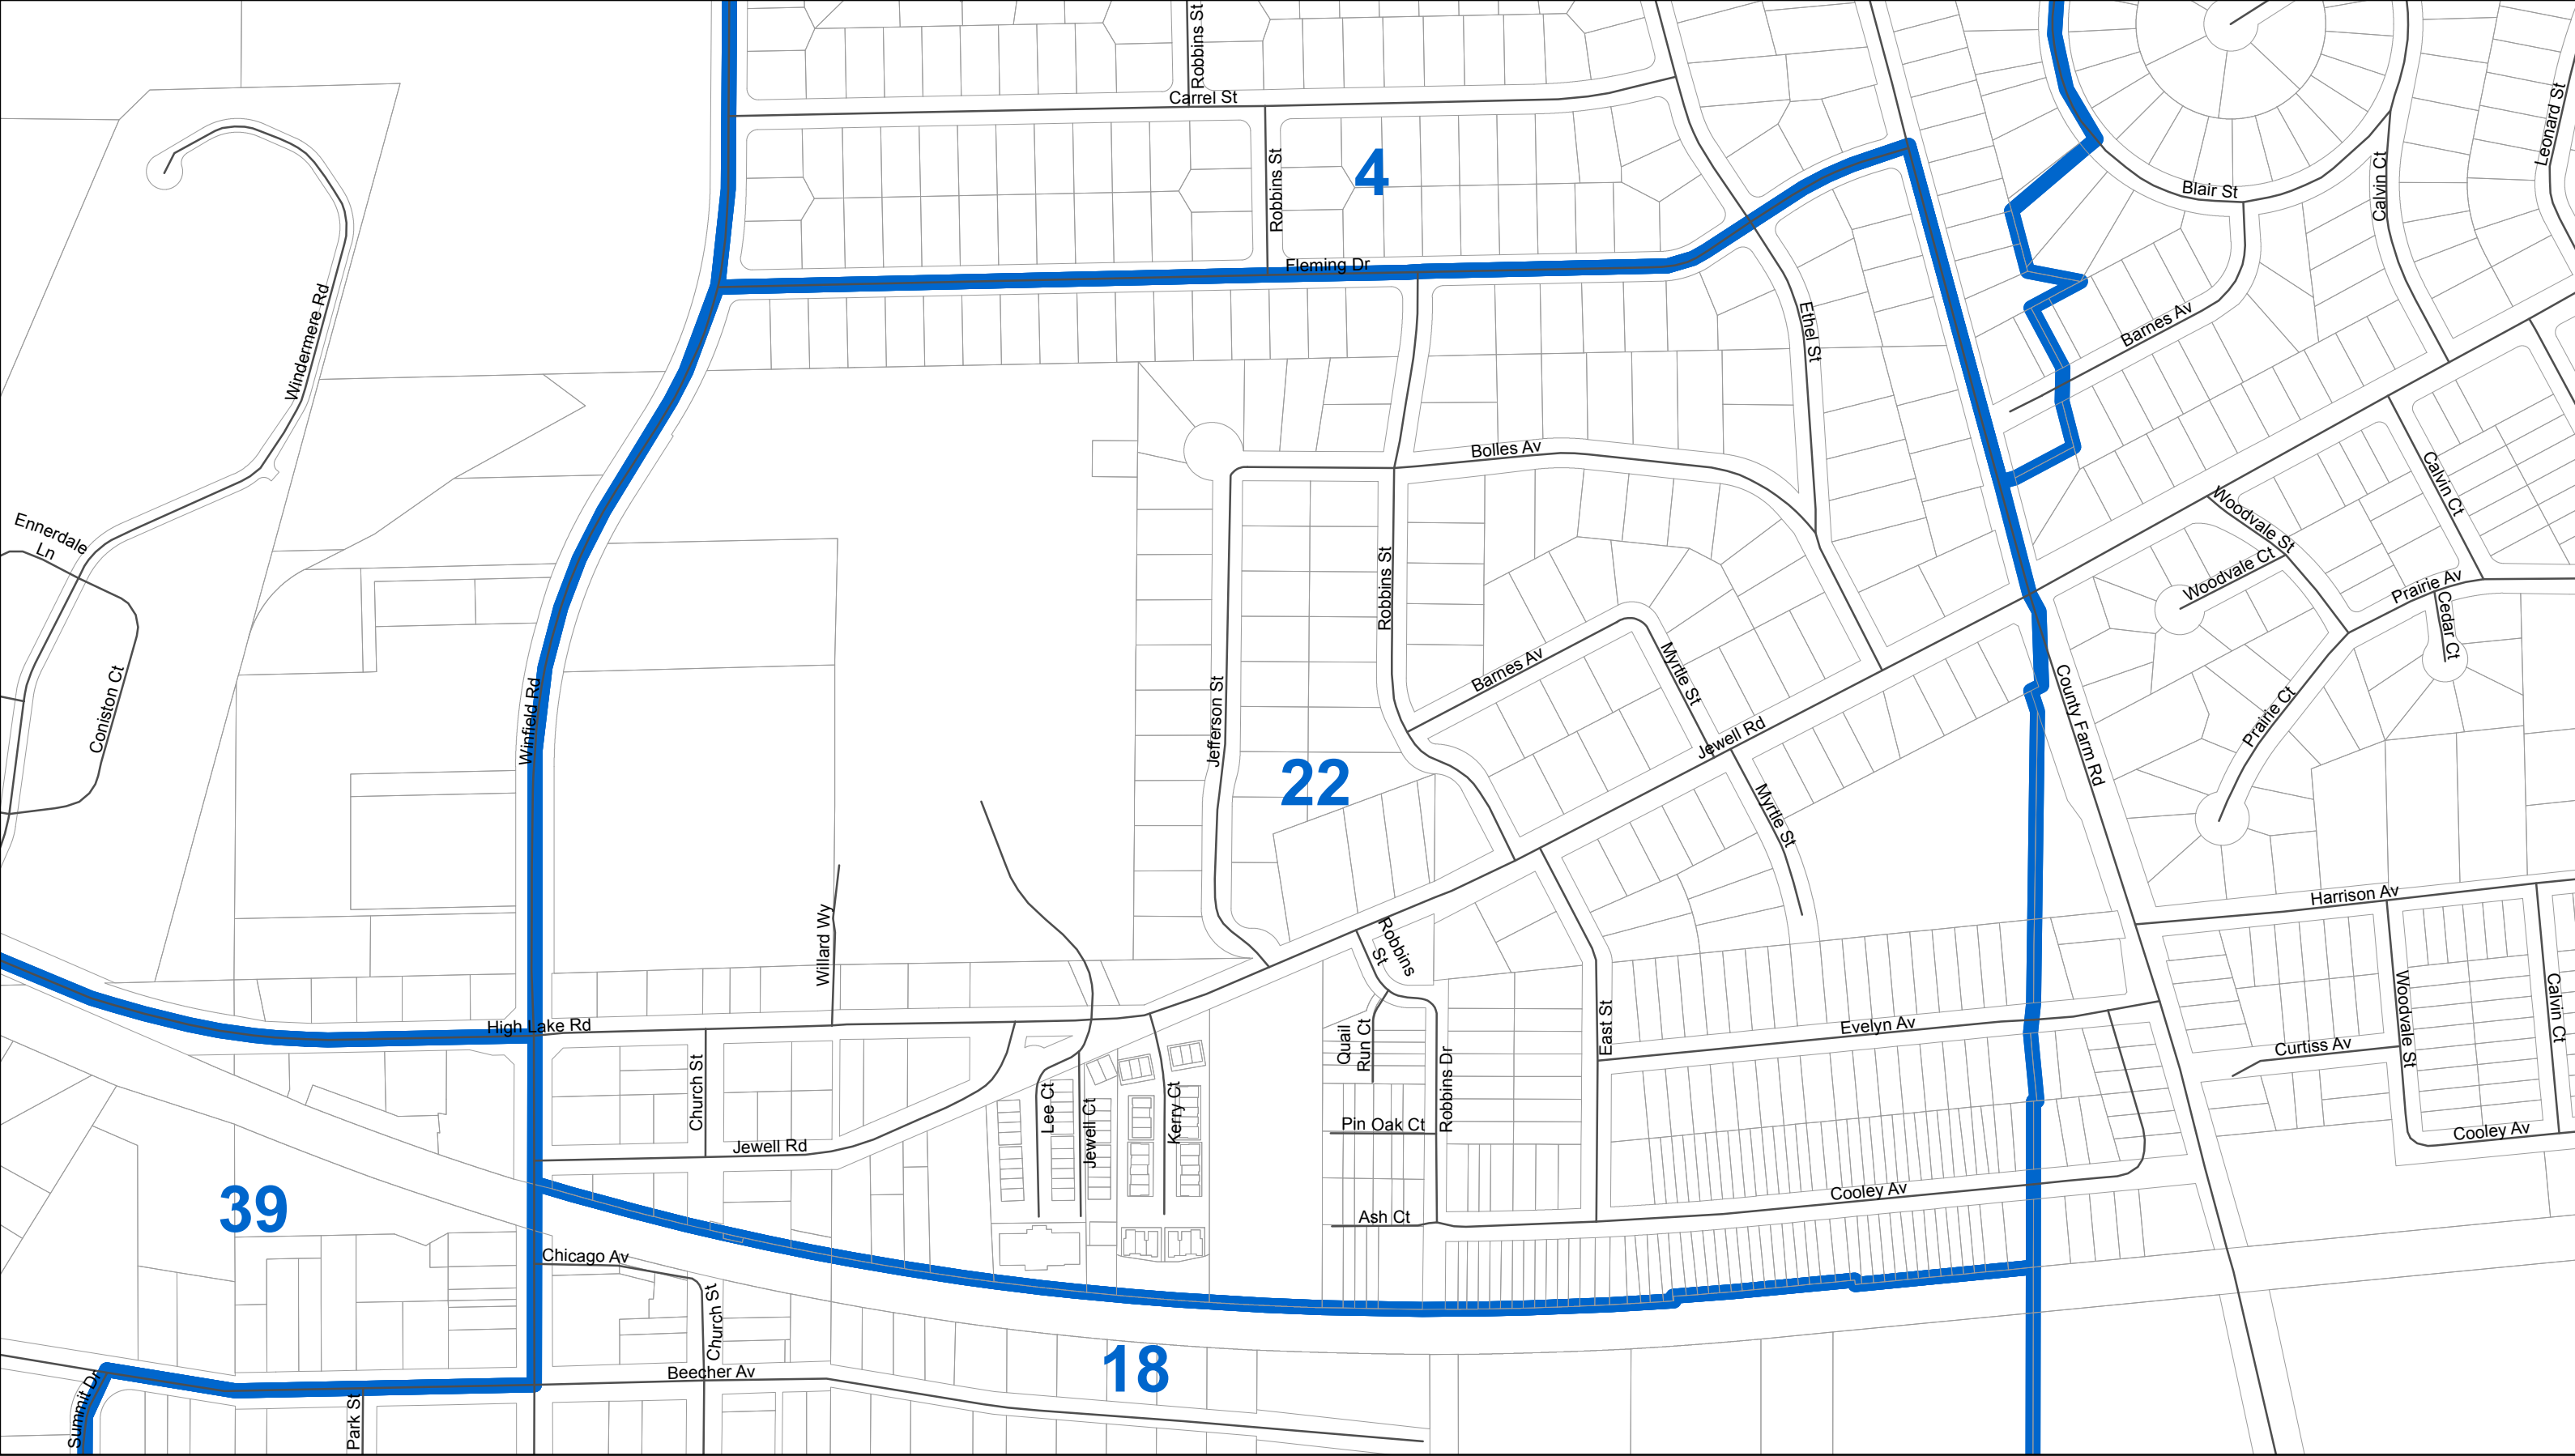 Robbins St
Carrel St
Leonard St
4
Robbins St
Calvin Ct
Blair St
Fleming Dr
Windermere Rd
Ethel St
Barnes Av
Bolles Av
Calvin Ct
Woodvale St
Ennerdale
Ln
Robbins St
Woodvale Ct
Prairie Av
Cedar Ct
Barnes Av
Myrtle St
Coniston Ct
Winfield Rd
Jefferson St
County Farm Rd
Prairie Ct
Jewell Rd
22
Myrtle St
Harrison Av
Willard Wy
Robbins
St
Woodvale St
Calvin Ct
High Lake Rd
Quail
Run Ct
East St
Evelyn Av
Curtiss Av
Church St
Lee Ct
Jewell Ct
Kerry Ct
Robbins Dr
Pin Oak Ct
Cooley Av
Jewell Rd
39
Cooley Av
Ash Ct
Chicago Av
Church St
18
Beecher Av
Summit Dr
Park St